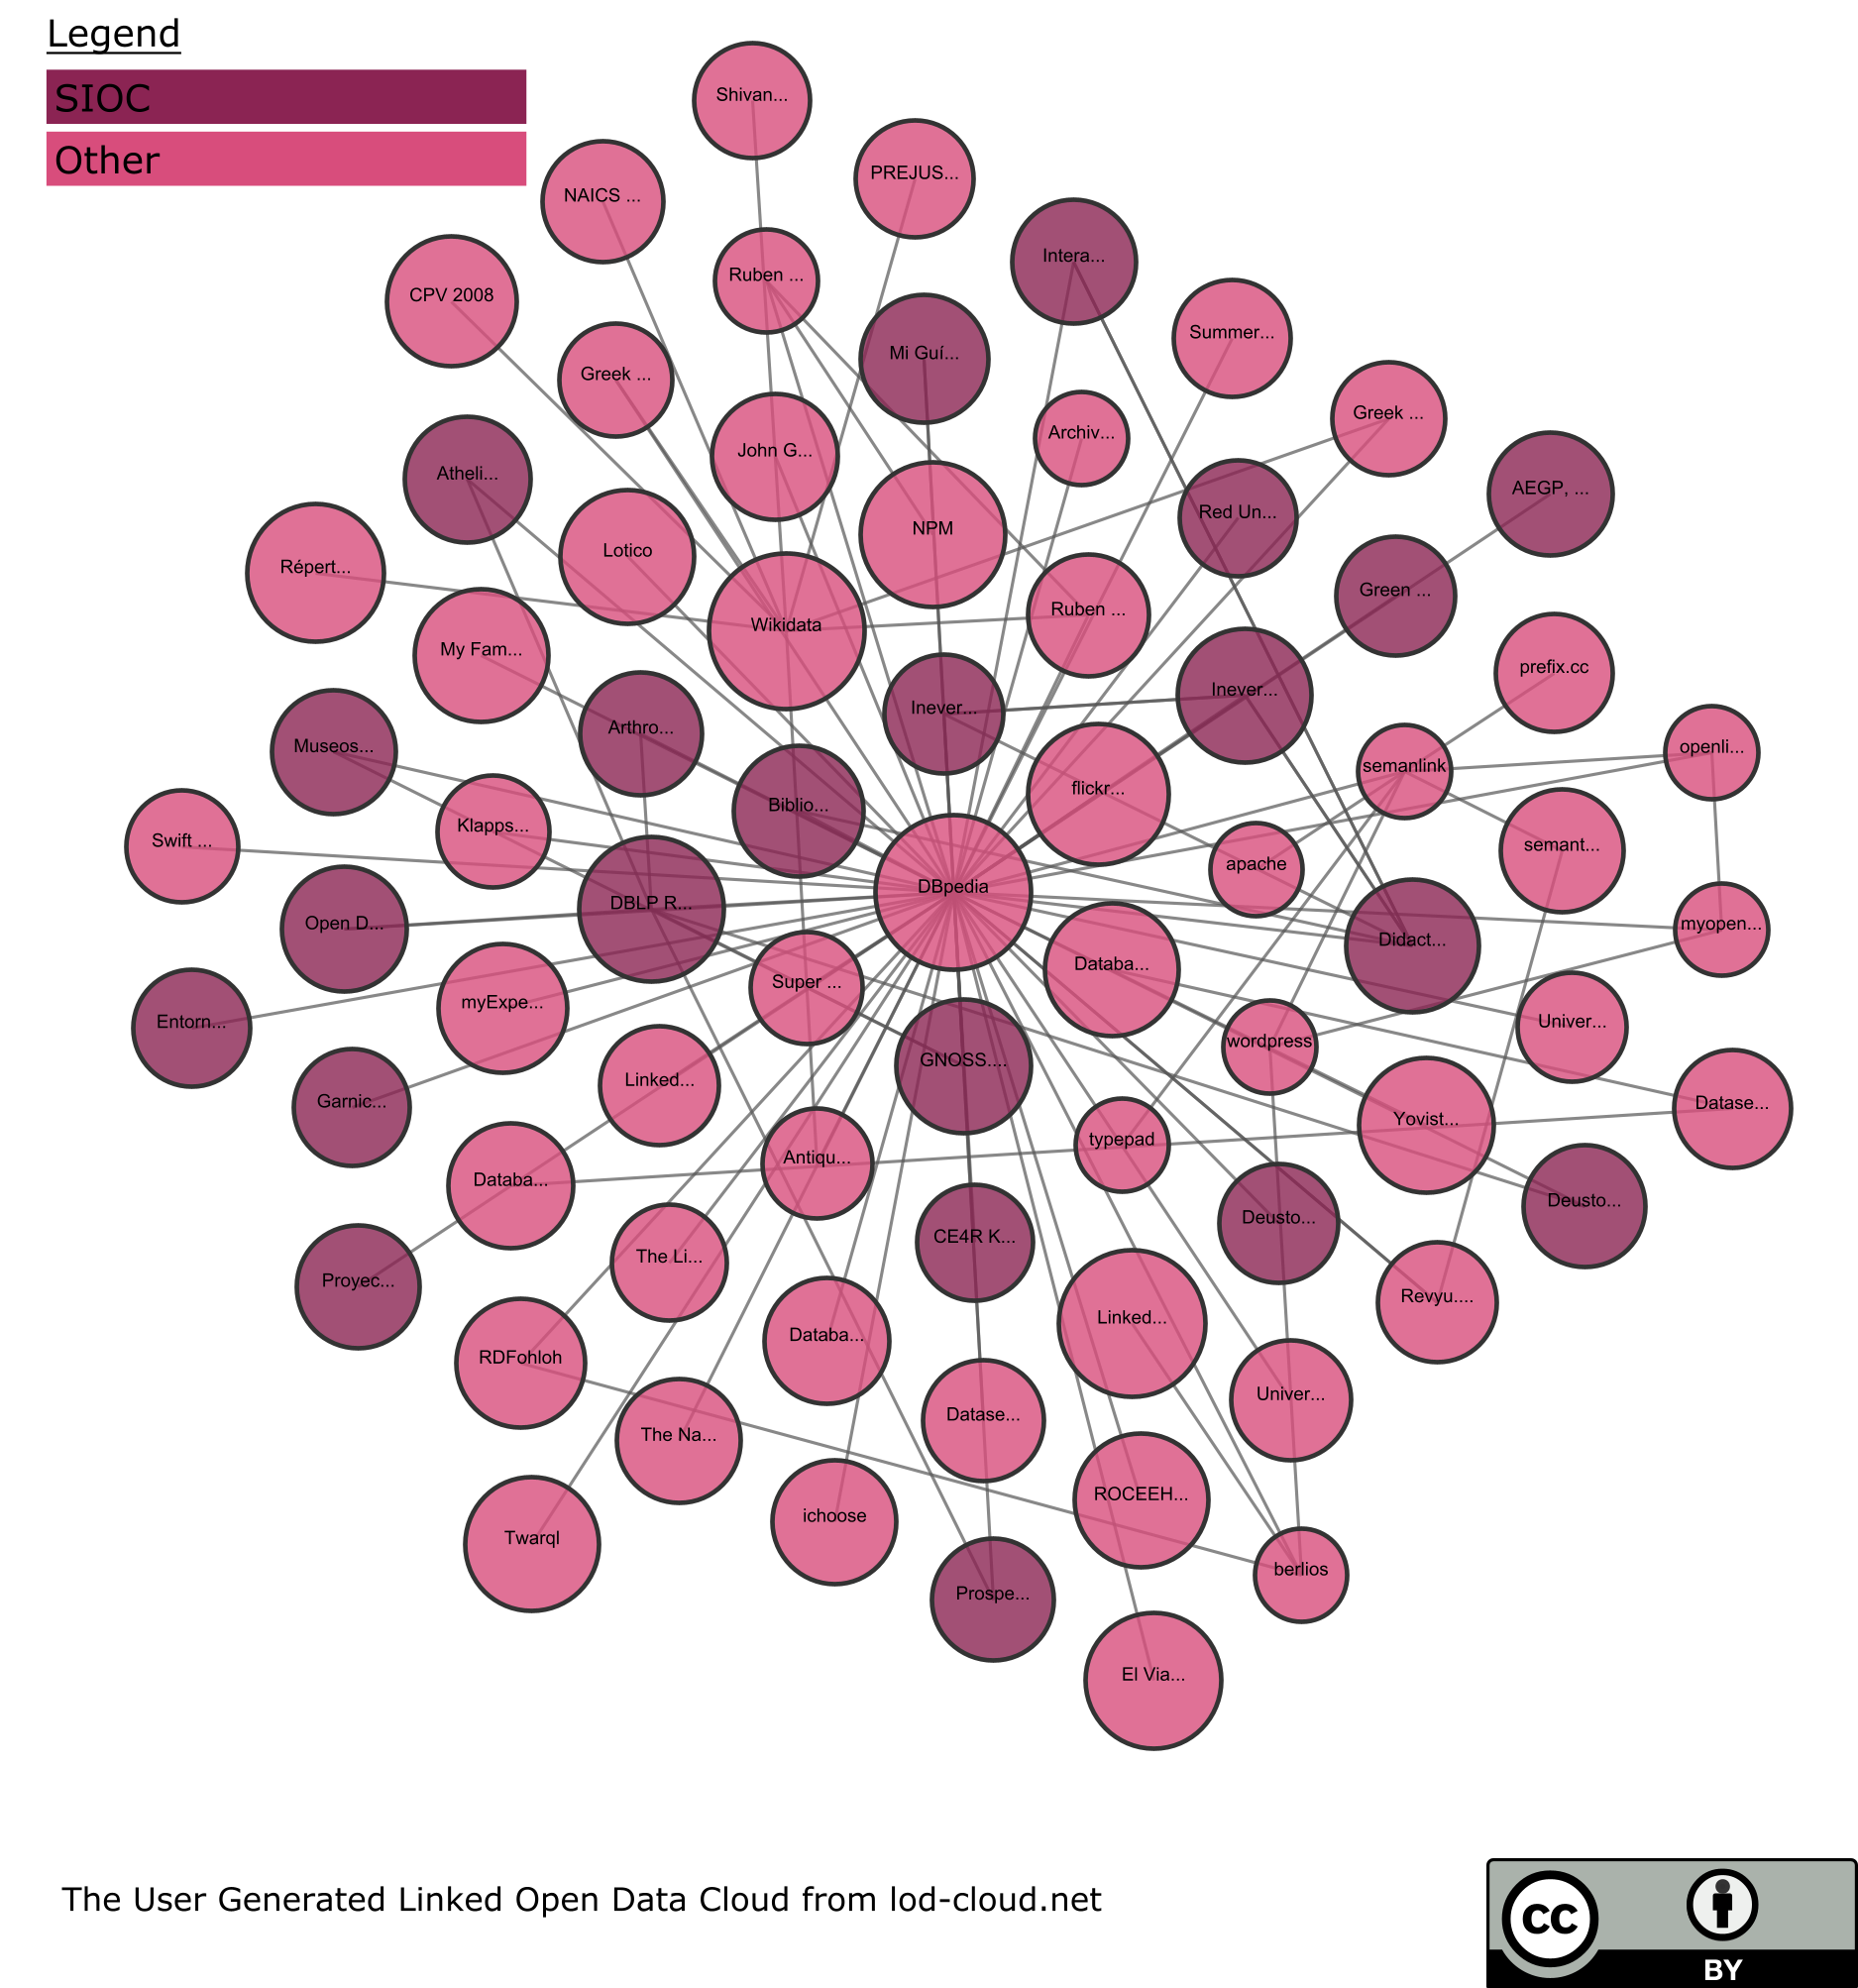 Legend
SIOC
Other
Shivan...
PREJUS...
NAICS ...
Intera...
Ruben ...
CPV 2008
Summer...
Mi Guí...
Greek ...
Greek ...
Archiv...
John G...
Atheli...
AEGP, ...
Red Un...
NPM
Lotico
Répert...
Green ...
Ruben ...
Wikidata
My Fam...
prefix.cc
Inever...
Inever...
Arthro...
Museos...
openli...
semanlink
flickr...
Biblio...
Klapps...
Swift ...
semant...
apache
DBpedia
DBLP R...
Open D...
myopen...
Didact...
Databa...
Super ...
myExpe...
Entorn...
Univer...
wordpress
GNOSS....
Linked...
Garnic...
Datase...
Yovist...
typepad
Antiqu...
Databa...
Deusto...
Deusto...
CE4R K...
The Li...
Proyec...
Revyu....
Linked...
Databa...
RDFohloh
Univer...
Datase...
The Na...
ROCEEH...
ichoose
Twarql
berlios
Prospe...
El Via...
The User Generated Linked Open Data Cloud from lod-cloud.net
cc
BY